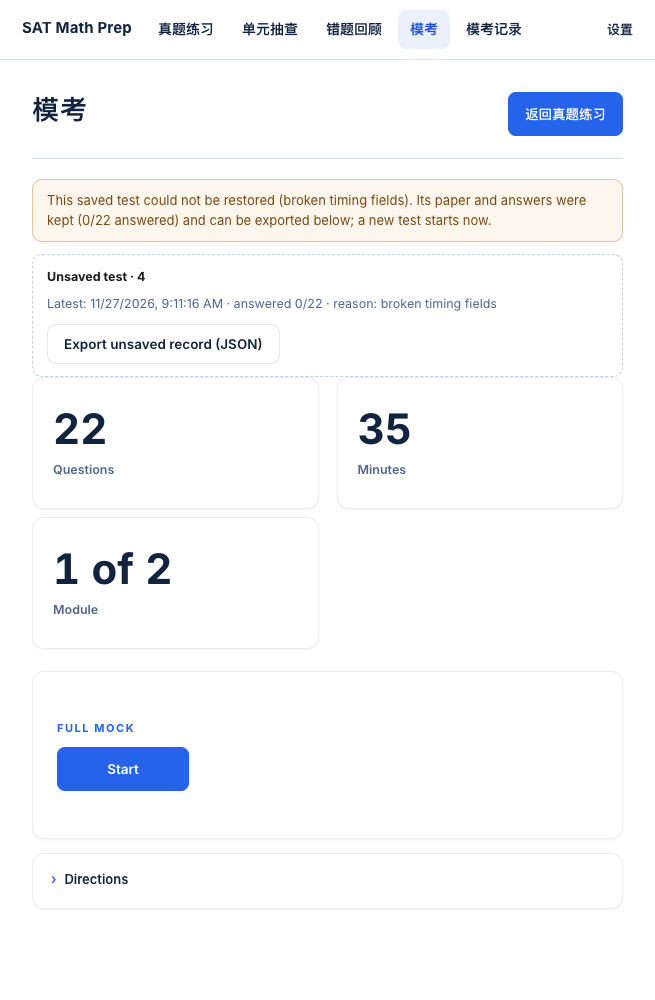 SAT Math Prep
真题练习
单元抽查
错题回顾
模考
模考记录
设置
模考
返回真题练习
This saved test could not be restored (broken timing fields). Its paper and answers were
kept (0/22 answered) and can be exported below; a new test starts now.
Unsaved test · 4
Latest: 11/27/2026, 9:11:16 AM · answered 0/22 · reason: broken timing fields
Export unsaved record (JSON)
22
Questions
35
Minutes
1 of 2
Module
FULL MOCK
Start
› Directions